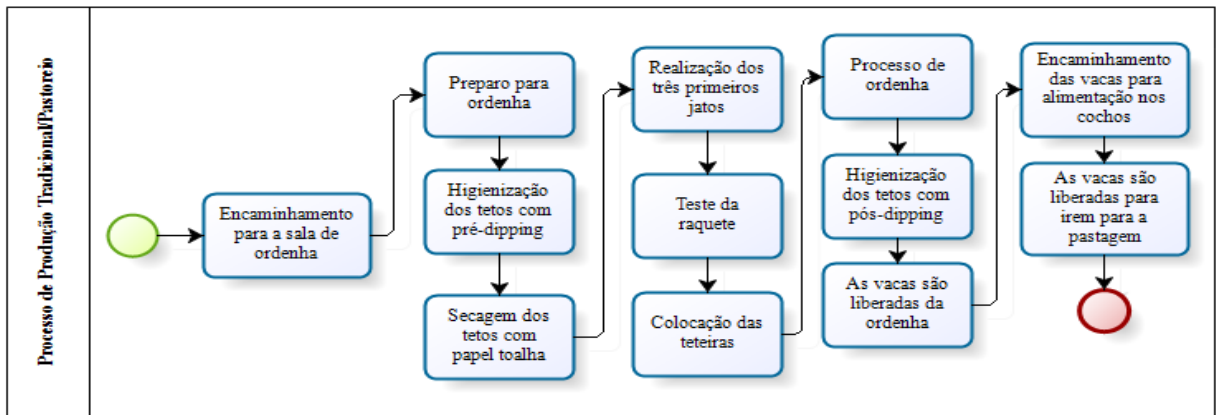 Processo de Produção Tradicional/Pastoreio
Encaminhamento
para a sala de
ordenha
Preparo para
ordenha
Higienização
dos tetos com
pré-dipping
Secagem dos
tetos com
papel toalha
Realização dos
três primeiros
jatos
Teste da
raquete
Colocação das
teteiras
Processo de
ordenha
Higienização
dos tetos com
pós-dipping
As vacas são
liberadas da
ordenha
Encaminhamento
das vacas para
alimentação nos
cochos
As vacas são
liberadas para
irem para a
pastagem